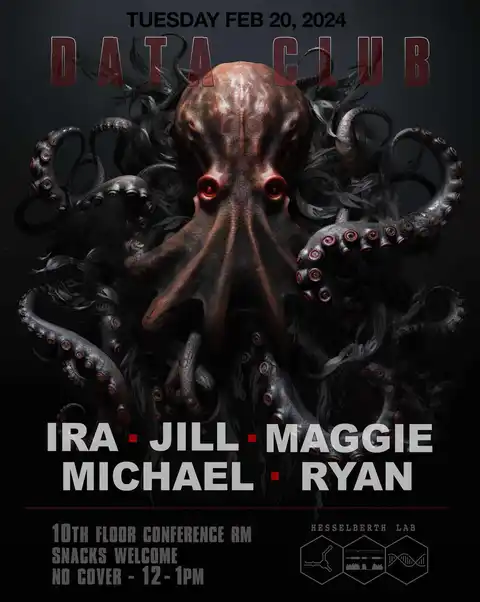 TUESDAY FEB 20, 2024
DATA CLUB
IRA · JILL · MAGGIE
MICHAEL · RYAN
10TH FLOOR CONFERENCE RM
HESSELBERTH LAB
SNACKS WELCOME
NO COVER - 12 - 1PM